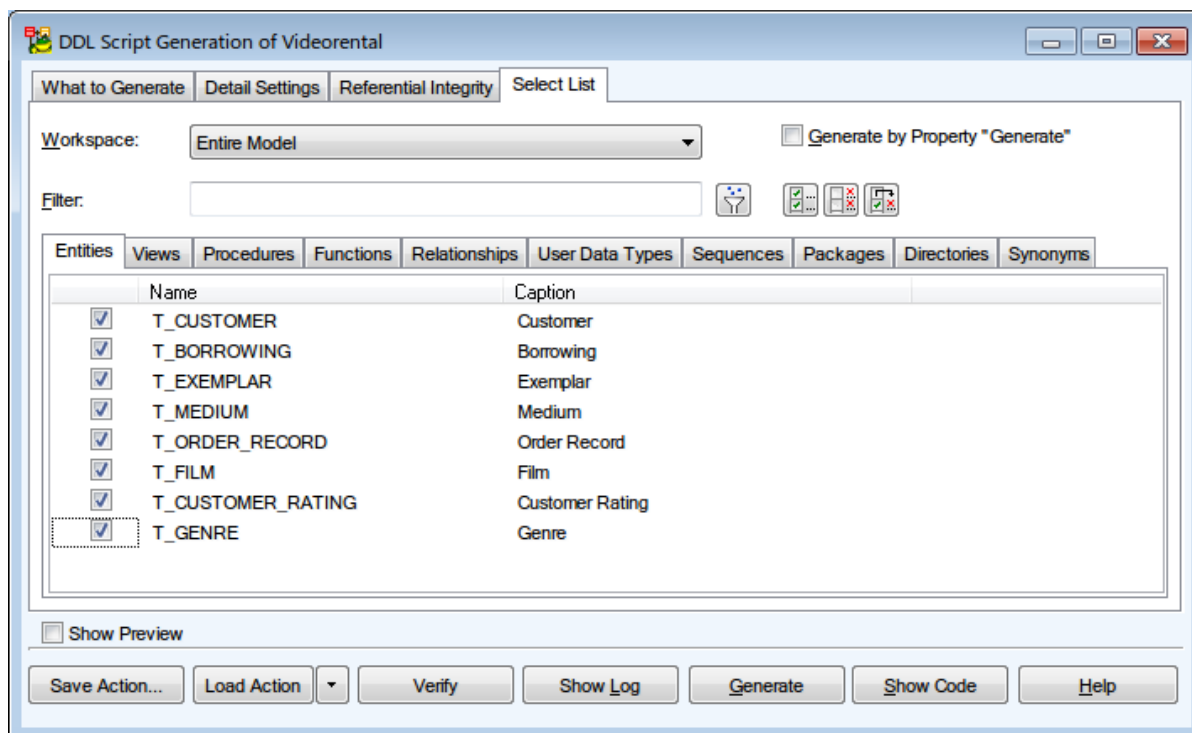 DDL Script Generation of Videorental
What to Generate Detail Settings Referential Integrity Select List
Workspace: Entire Model Generate by Property "Generate"
Filter:
Entities Views Procedures Functions Relationships User Data Types Sequences Packages Directories Synonyms
Name Caption
T_CUSTOMER Customer
T_BORROWING Borrowing
T_EXEMPLAR Exemplar
T_MEDIUM Medium
T_ORDER_RECORD Order Record
T_FILM Film
T_CUSTOMER_RATING Customer Rating
T_GENRE Genre
Show Preview
Save Action... Load Action Verify Show Log Generate Show Code Help